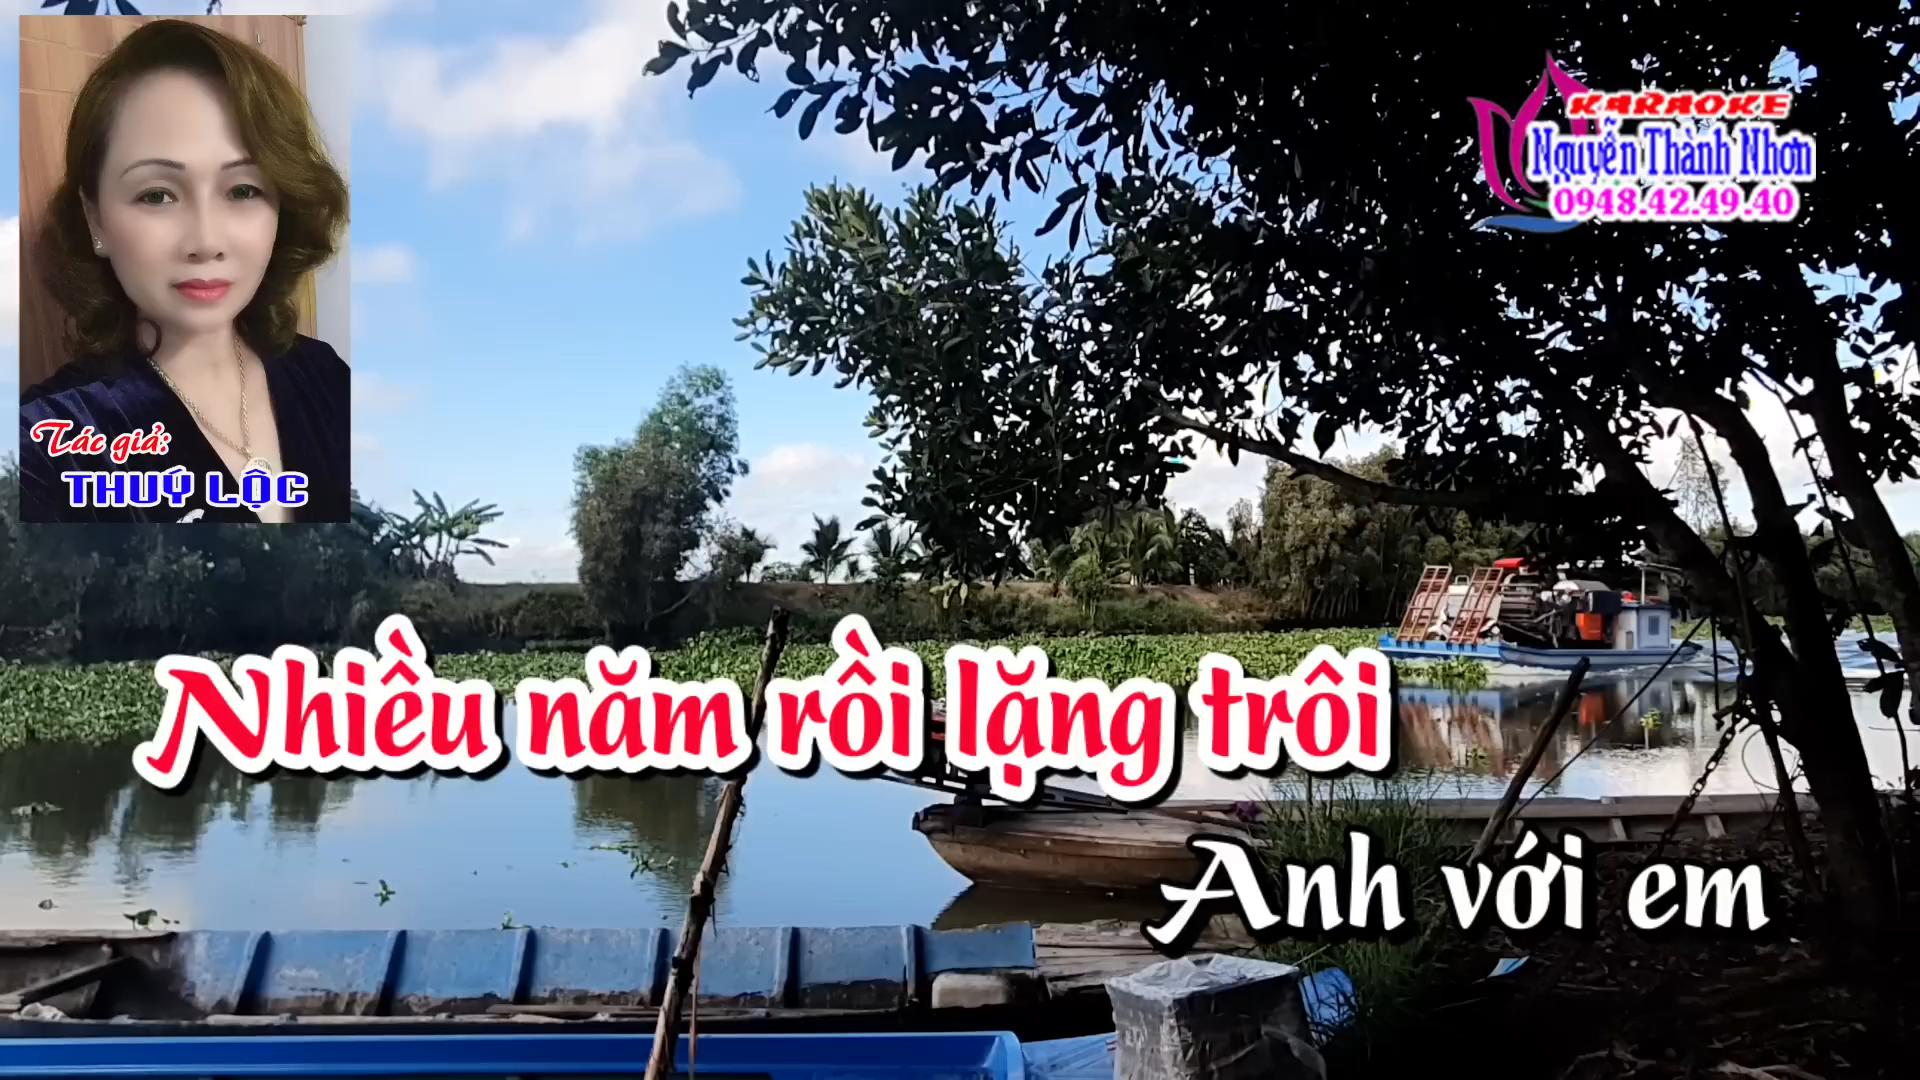 KARAOKE
Nguyễn Thành Nhơn
0948.42.49.40
Tác giả:
THUÝ LỘC
Nhiều năm rồi lặng trôi
Anh với em